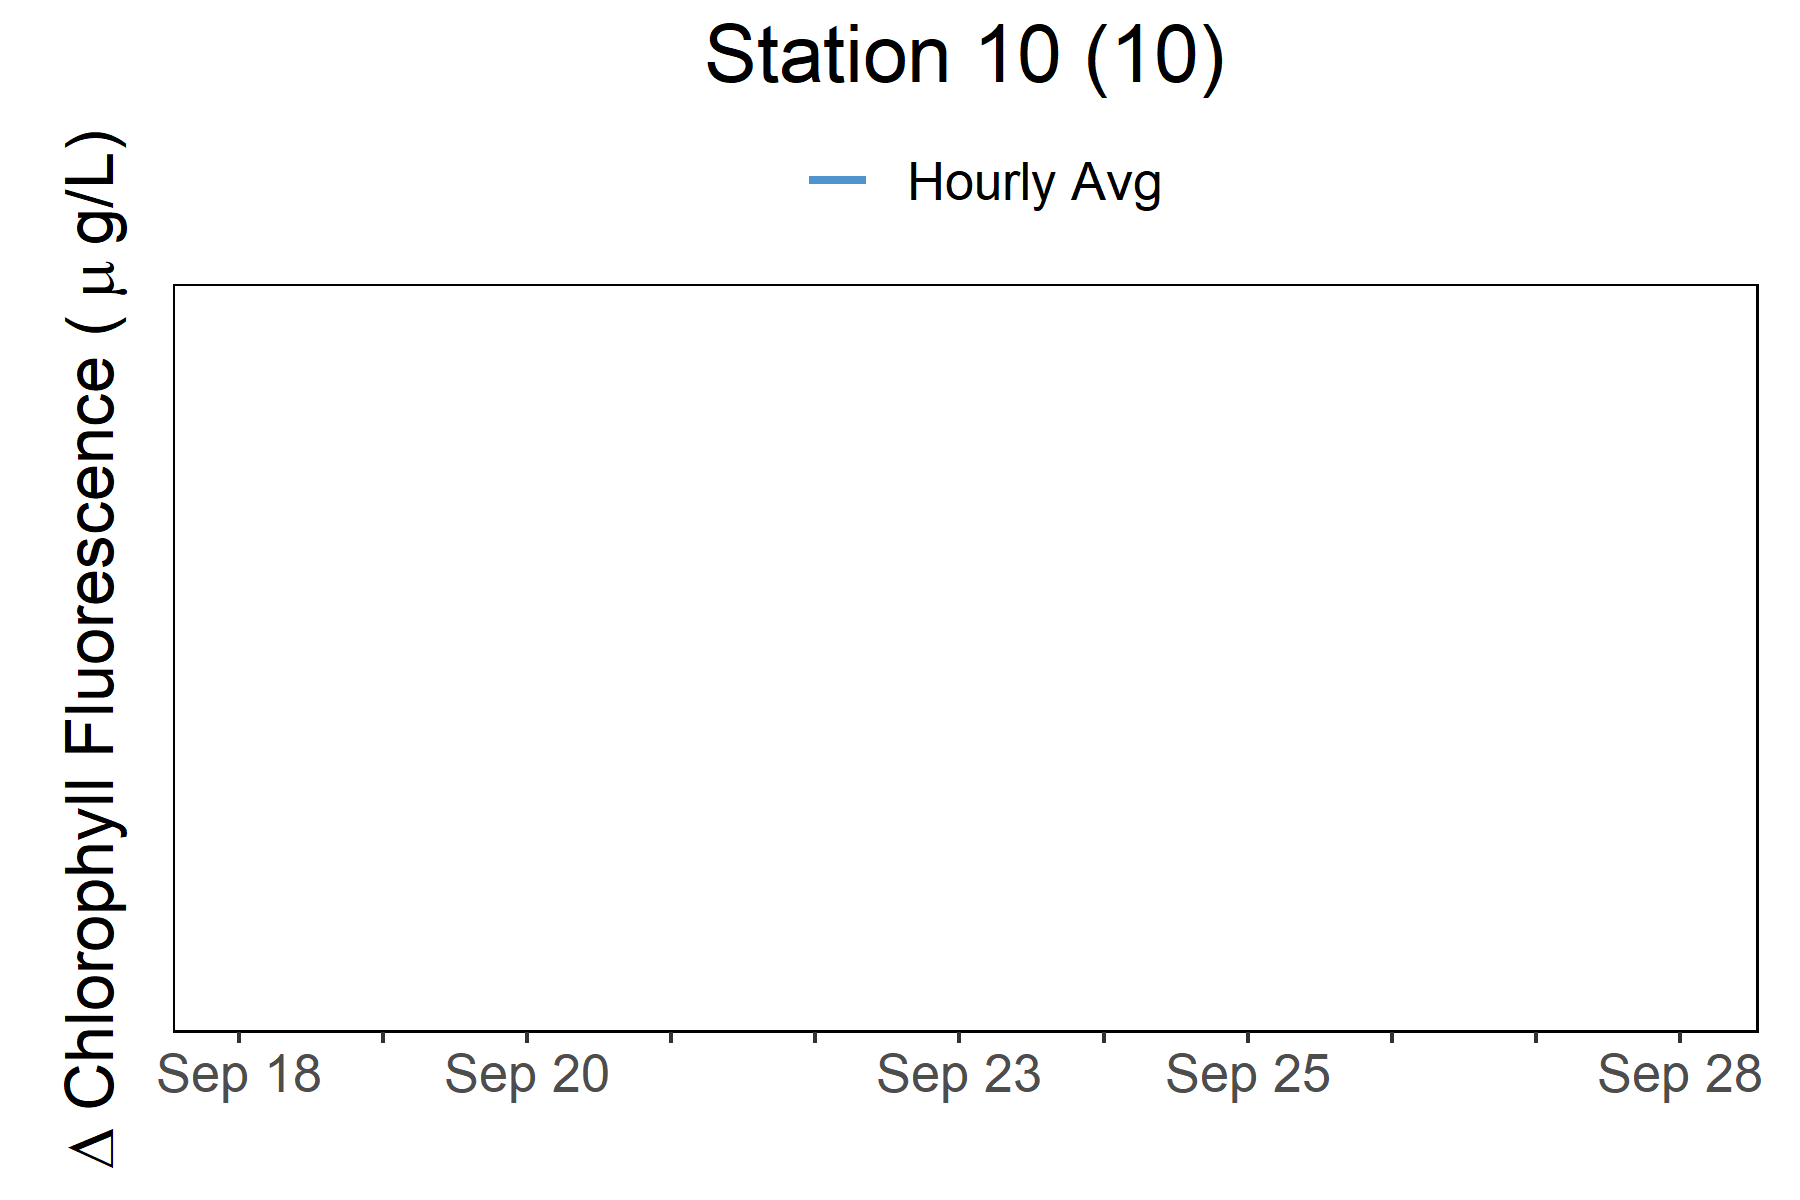 Station 10 (10)
Hourly Avg
Δ Chlorophyll Fluorescence ( μ g/L)
Sep 18 Sep 20 Sep 23 Sep 25 Sep 28